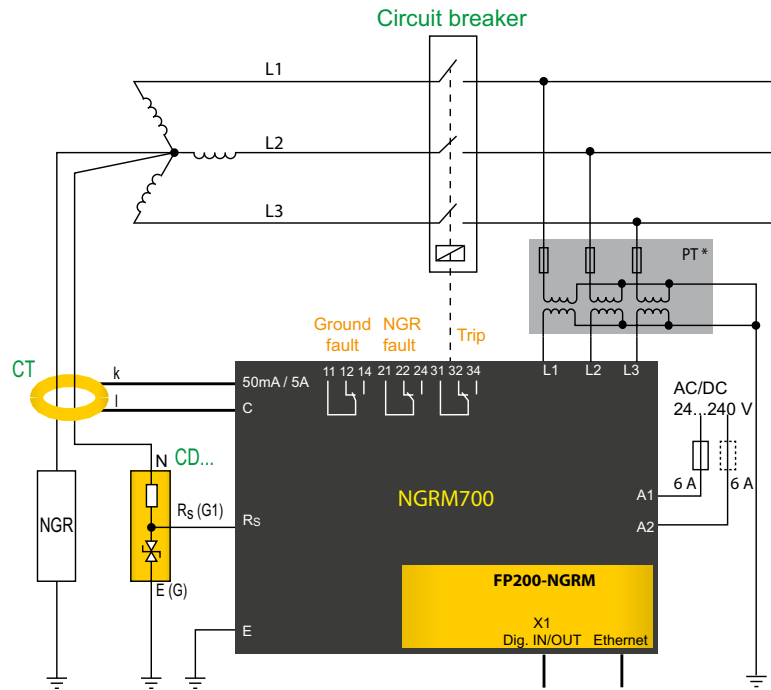 Circuit breaker
L1
L2
L3
PT *
Ground fault
NGR fault
Trip
CT
k
l
50mA / 5A
C
11 12 14 21 22 24 31 32 34
L1 L2 L3
AC/DC
24...240 V
6 A
6 A
N
CD...
NGR
RS (G1)
RS
NGRM700
A1
A2
E (G)
E
FP200-NGRM
X1
Dig. IN/OUT
Ethernet